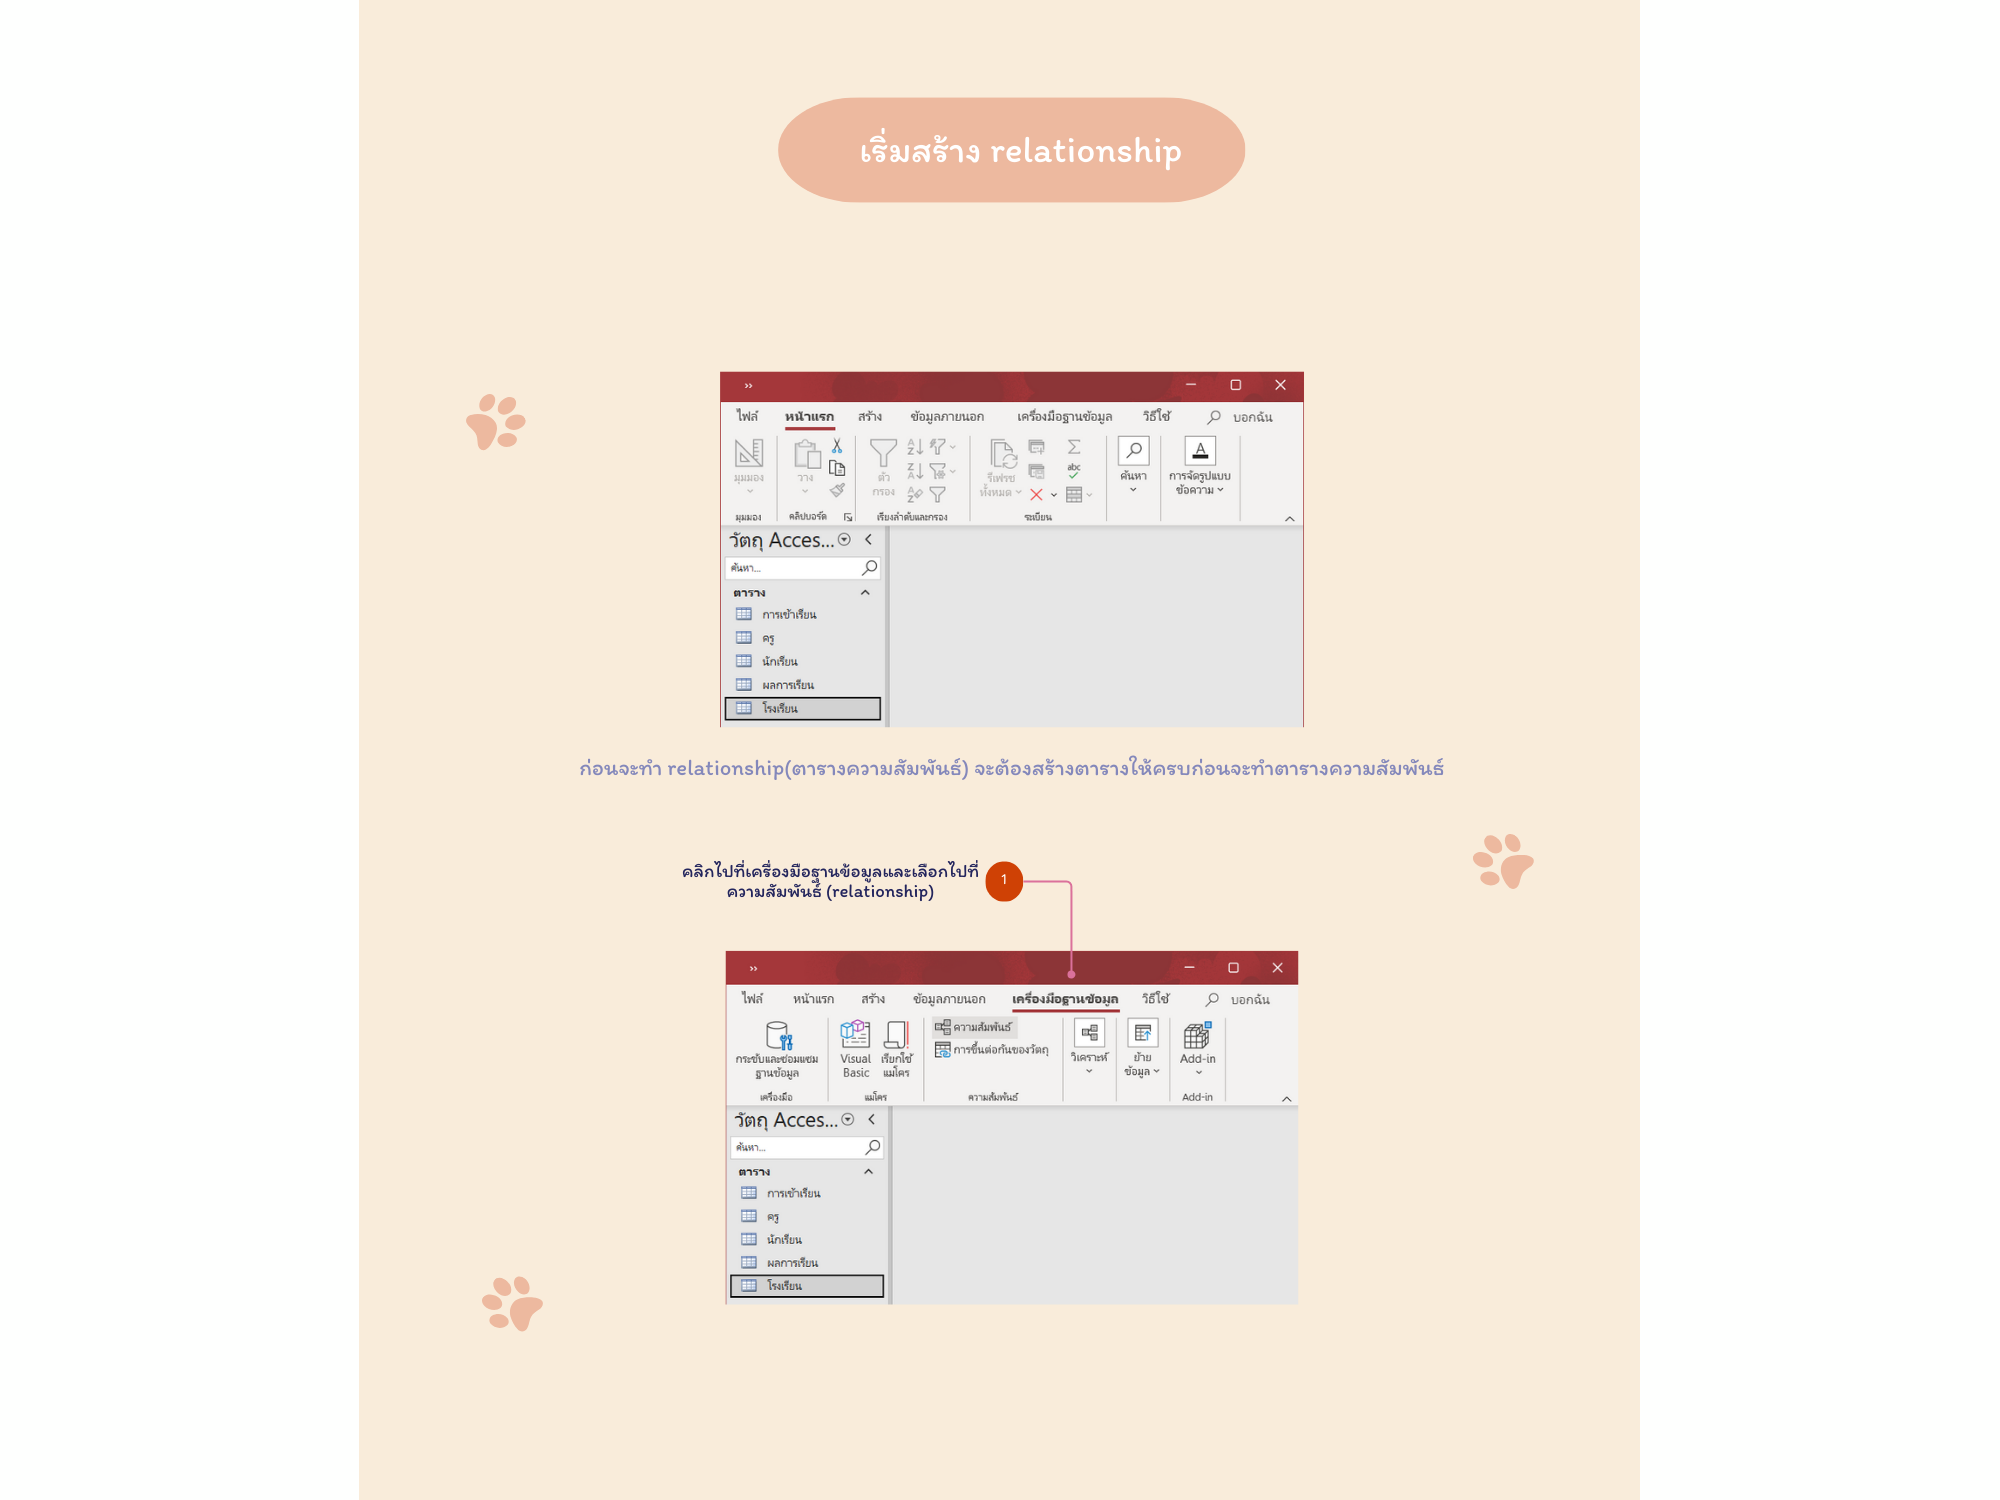 เริ่มสร้าง relationship
ไฟล์ หน้าแรก สร้าง ข้อมูลภายนอก เครื่องมือฐานข้อมูล วิธีใช้ บอกฉัน
มุมมอง วาง ตัวกรอง รีเฟรชทั้งหมด abc ค้นหา การจัดรูปแบบข้อความ
มุมมอง คลิปบอร์ด เรียงลำดับและกรอง ระเบียน
วัตถุ Acces...
ค้นหา...
ตาราง
การเข้าเรียน
ครู
นักเรียน
ผลการเรียน
โรงเรียน
ก่อนจะทำ relationship(ตารางความสัมพันธ์) จะต้องสร้างตารางให้ครบก่อนจะทำตารางความสัมพันธ์
คลิกไปที่เครื่องมือฐานข้อมูลและเลือกไปที่
ความสัมพันธ์ (relationship)
1
ไฟล์ หน้าแรก สร้าง ข้อมูลภายนอก เครื่องมือฐานข้อมูล วิธีใช้ บอกฉัน
กระชับและซ่อมแซมฐานข้อมูล Visual Basic เรียกใช้แมโคร ความสัมพันธ์ การขึ้นต่อกันของวัตถุ วิเคราะห์ ย้ายข้อมูล Add-in
เครื่องมือ แมโคร ความสัมพันธ์ Add-in
วัตถุ Acces...
ค้นหา...
ตาราง
การเข้าเรียน
ครู
นักเรียน
ผลการเรียน
โรงเรียน